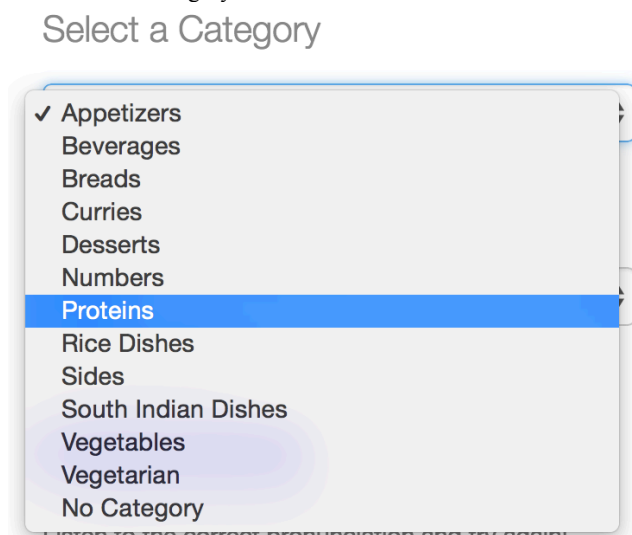 Select a Category
✓ Appetizers
Beverages
Breads
Curries
Desserts
Numbers
Proteins
Rice Dishes
Sides
South Indian Dishes
Vegetables
Vegetarian
No Category